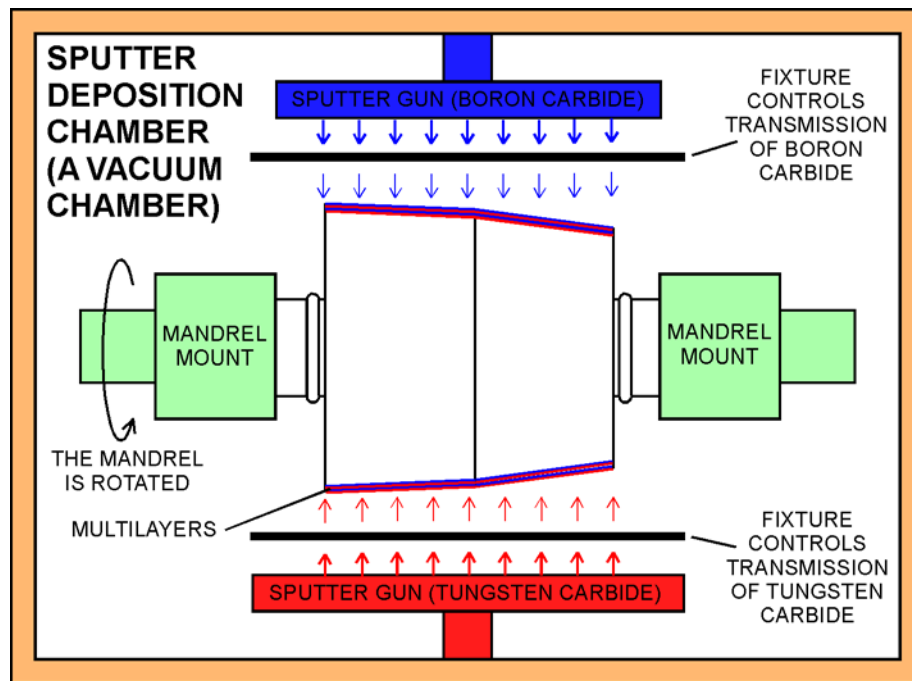 SPUTTER
DEPOSITION
CHAMBER
(A VACUUM
CHAMBER)
SPUTTER GUN (BORON CARBIDE)
FIXTURE
CONTROLS
TRANSMISSION
OF BORON
CARBIDE
MANDREL
MOUNT
MANDREL
MOUNT
THE MANDREL
IS ROTATED
MULTILAYERS
SPUTTER GUN (TUNGSTEN CARBIDE)
FIXTURE
CONTROLS
TRANSMISSION
OF TUNGSTEN
CARBIDE